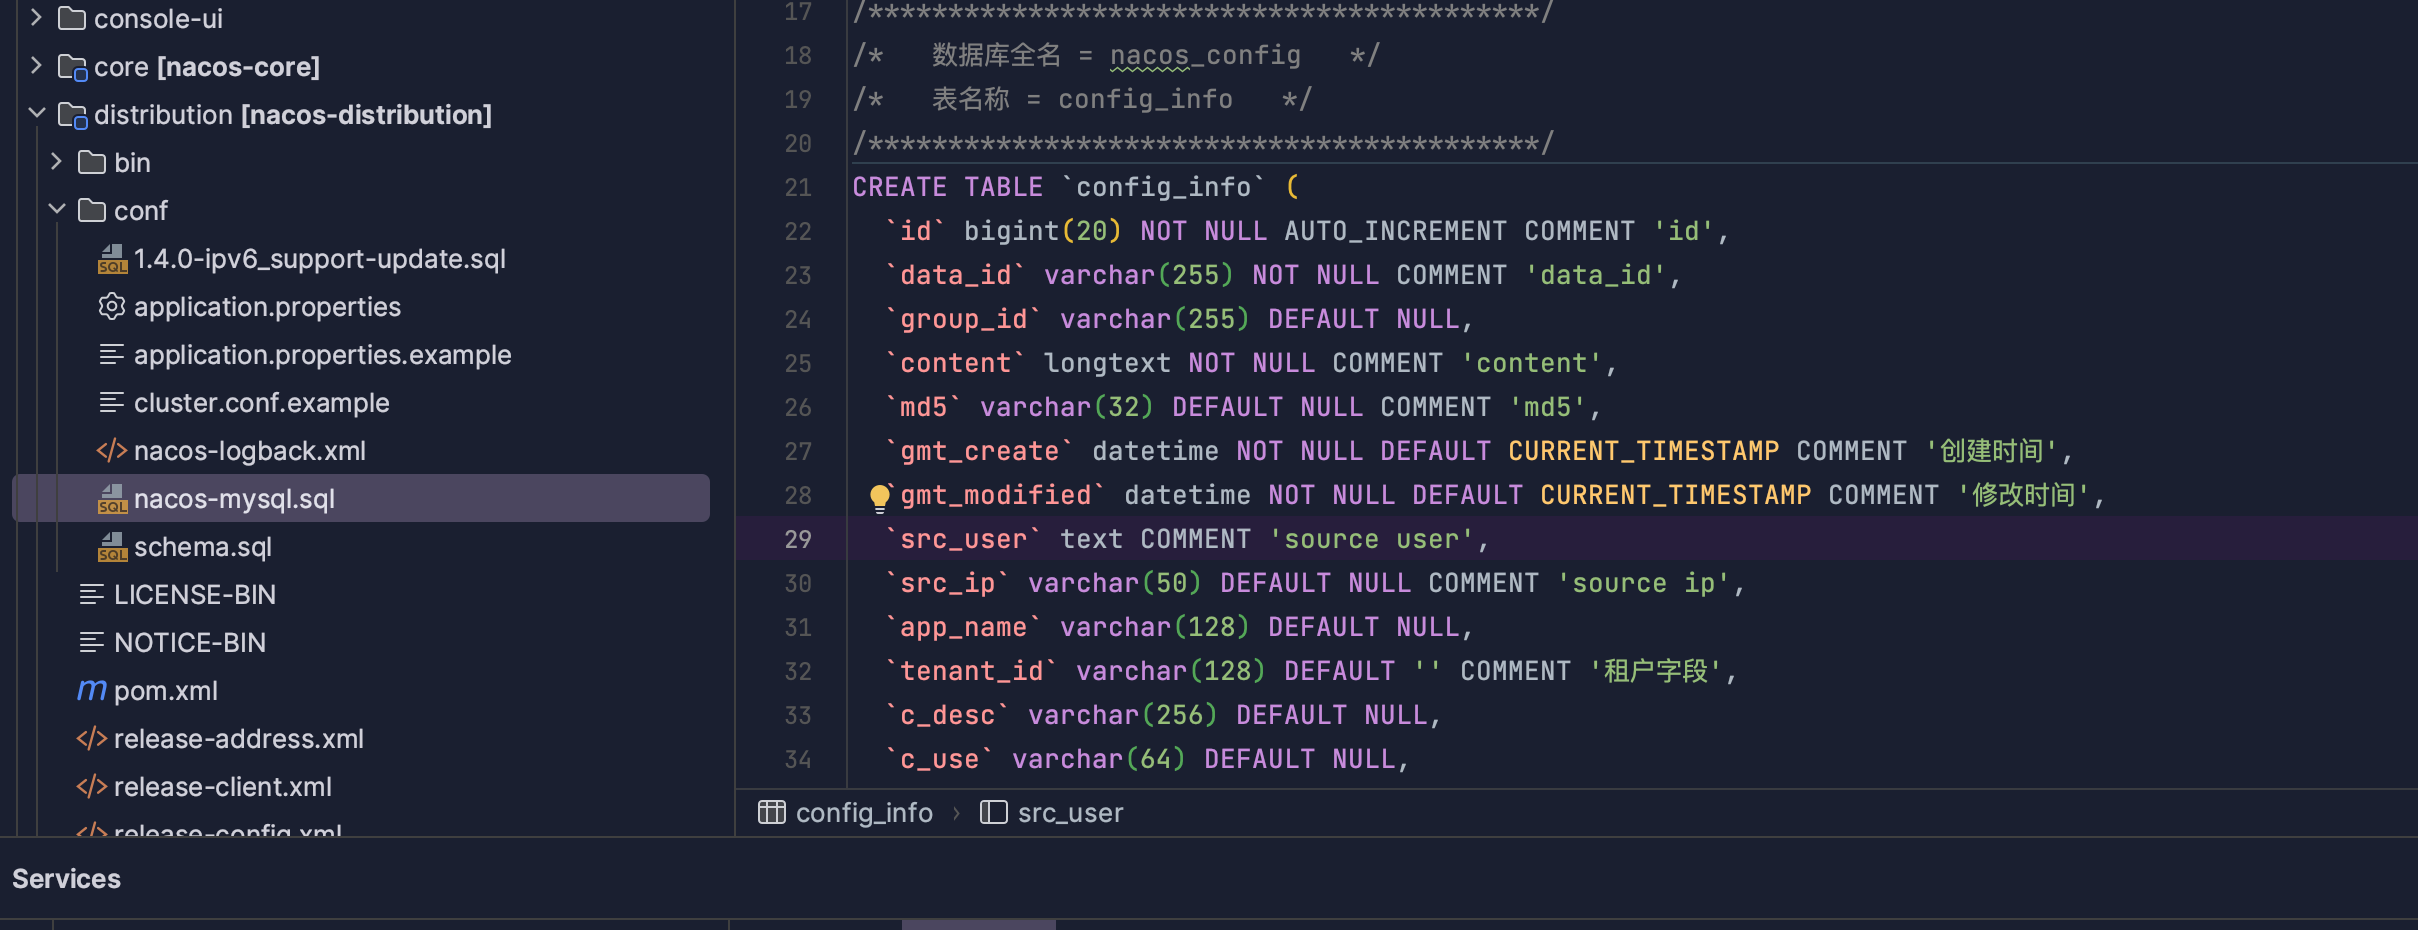 console-ui
core [nacos-core]
distribution [nacos-distribution]
bin
conf
1.4.0-ipv6_support-update.sql
application.properties
application.properties.example
cluster.conf.example
nacos-logback.xml
nacos-mysql.sql
schema.sql
LICENSE-BIN
NOTICE-BIN
pom.xml
release-address.xml
release-client.xml
release-config.xml
17 /******************************************/
18 /*   数据库全名 = nacos_config   */
19 /*   表名称 = config_info   */
20 /******************************************/
21 CREATE TABLE `config_info` (
22 `id` bigint(20) NOT NULL AUTO_INCREMENT COMMENT 'id',
23 `data_id` varchar(255) NOT NULL COMMENT 'data_id',
24 `group_id` varchar(255) DEFAULT NULL,
25 `content` longtext NOT NULL COMMENT 'content',
26 `md5` varchar(32) DEFAULT NULL COMMENT 'md5',
27 `gmt_create` datetime NOT NULL DEFAULT CURRENT_TIMESTAMP COMMENT '创建时间',
28 `gmt_modified` datetime NOT NULL DEFAULT CURRENT_TIMESTAMP COMMENT '修改时间',
29 `src_user` text COMMENT 'source user',
30 `src_ip` varchar(50) DEFAULT NULL COMMENT 'source ip',
31 `app_name` varchar(128) DEFAULT NULL,
32 `tenant_id` varchar(128) DEFAULT '' COMMENT '租户字段',
33 `c_desc` varchar(256) DEFAULT NULL,
34 `c_use` varchar(64) DEFAULT NULL,
config_info › src_user
Services